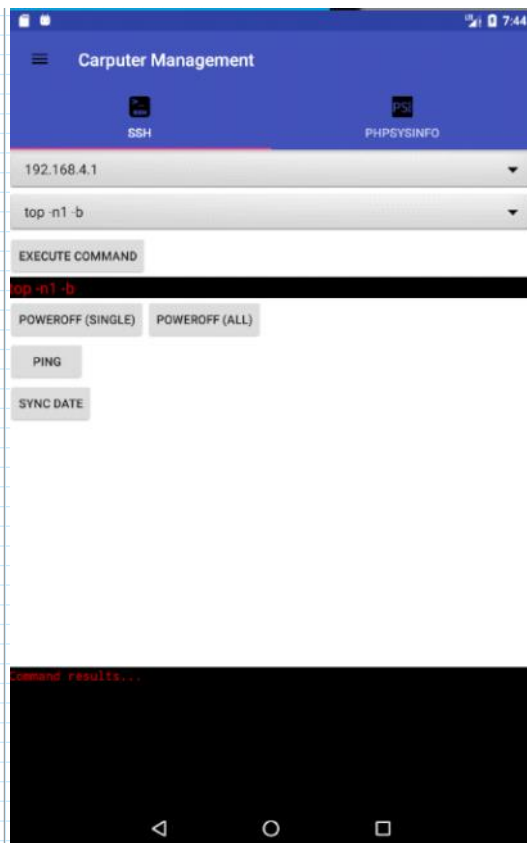 7:44
Carputer Management
SSH PHPSYSINFO
192.168.4.1
top -n1 -b
EXECUTE COMMAND
top -n1 -b
POWEROFF (SINGLE) POWEROFF (ALL)
PING
SYNC DATE
Command results...